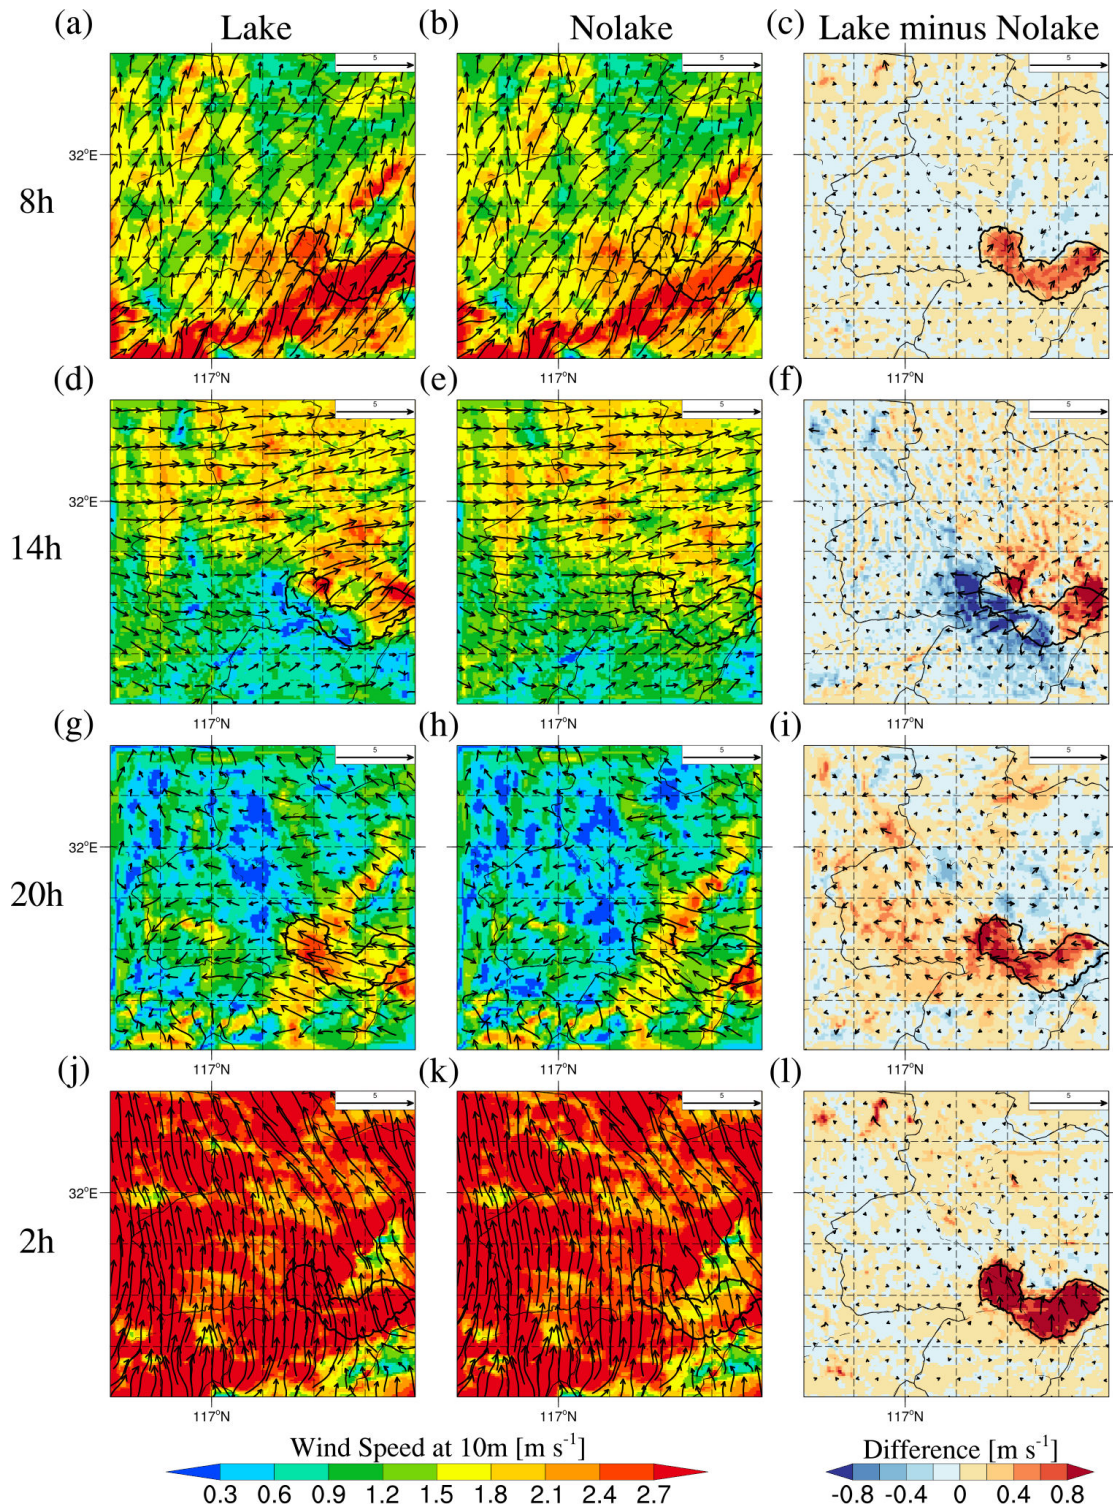 (a) Lake (b) Nolake (c) Lake minus Nolake
5 5 5
32°E
8h
117°N 117°N 117°N
(d) (e) (f)
5 5 5
32°E
14h
117°N 117°N 117°N
(g) (h) (i)
5 5 5
32°E
20h
117°N 117°N 117°N
(j) (k) (l)
5 5 5
32°E
2h
117°N 117°N 117°N
Wind Speed at 10m [m s⁻¹] Difference [m s⁻¹]
0.3 0.6 0.9 1.2 1.5 1.8 2.1 2.4 2.7 -0.8 -0.4 0 0.4 0.8